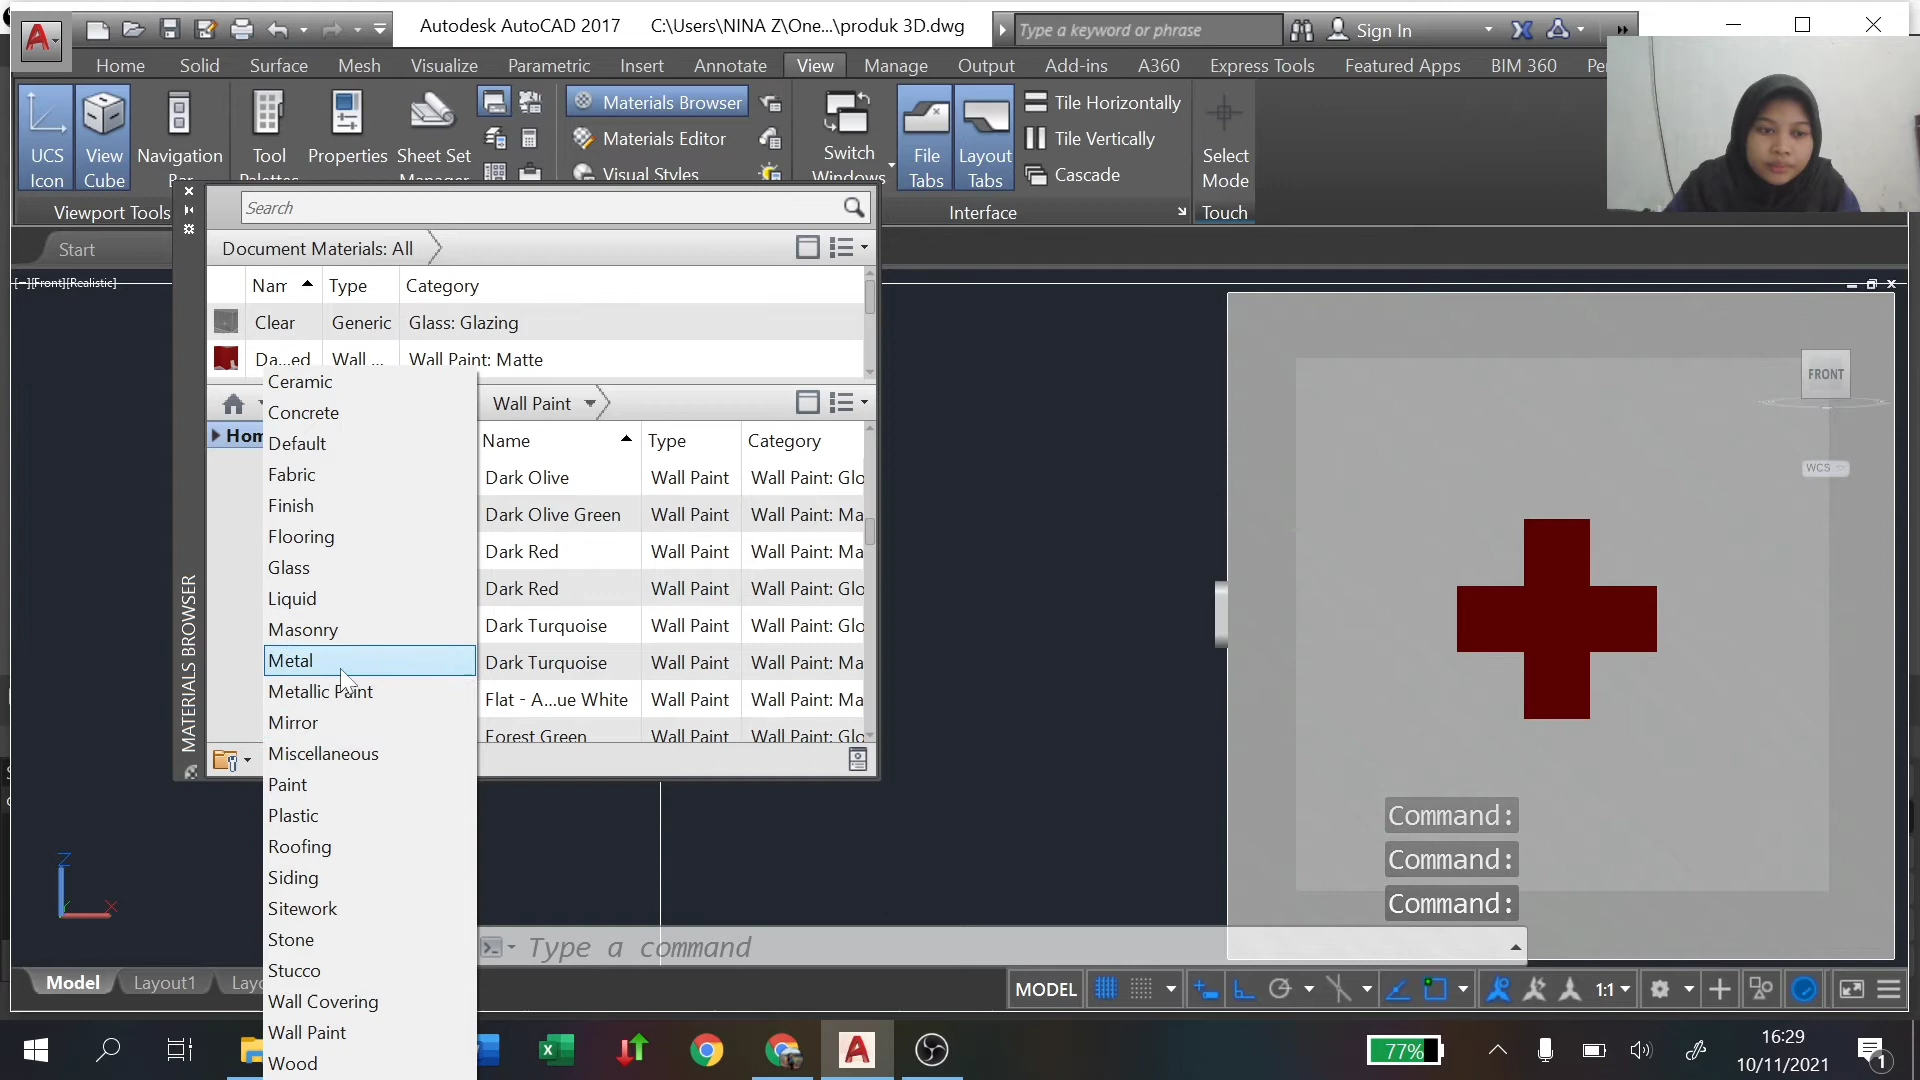 Autodesk AutoCAD 2017 C:\Users\NINA Z\One...\produk 3D.dwg
Type a keyword or phrase
Sign In
Home Solid Surface Mesh Visualize Parametric Insert Annotate View Manage Output Add-ins A360 Express Tools Featured Apps BIM 360
UCS Icon
View Cube
Navigation
Tool
Properties
Sheet Set
Materials Browser
Materials Editor
Visual Styles
Switch Windows
File Tabs
Layout Tabs
Tile Horizontally
Tile Vertically
Cascade
Select Mode
Viewport Tools
Interface
Touch
Start
[−][Front][Realistic]
Search
Document Materials: All
Type Category
Clear Generic Glass: Glazing
Da...ed Wall ... Wall Paint: Matte
Wall Paint
Name Type Category
Dark Olive Wall Paint Wall Paint: Glo
Dark Olive Green Wall Paint Wall Paint: Ma
Dark Red Wall Paint Wall Paint: Ma
Dark Red Wall Paint Wall Paint: Glo
Dark Turquoise Wall Paint Wall Paint: Glo
Dark Turquoise Wall Paint Wall Paint: Ma
Flat - A...ue White Wall Paint Wall Paint: Ma
Forest Green Wall Paint Wall Paint: Glo
Ceramic
Concrete
Default
Fabric
Finish
Flooring
Glass
Liquid
Masonry
Metal
Metallic Paint
Mirror
Miscellaneous
Paint
Plastic
Roofing
Siding
Sitework
Stone
Stucco
Wall Covering
Wall Paint
Wood
MATERIALS BROWSER
FRONT
WCS
Command:
Command:
Command:
Type a command
Z
X
Model Layout1
MODEL
1:1
77%
16:29
10/11/2021
1